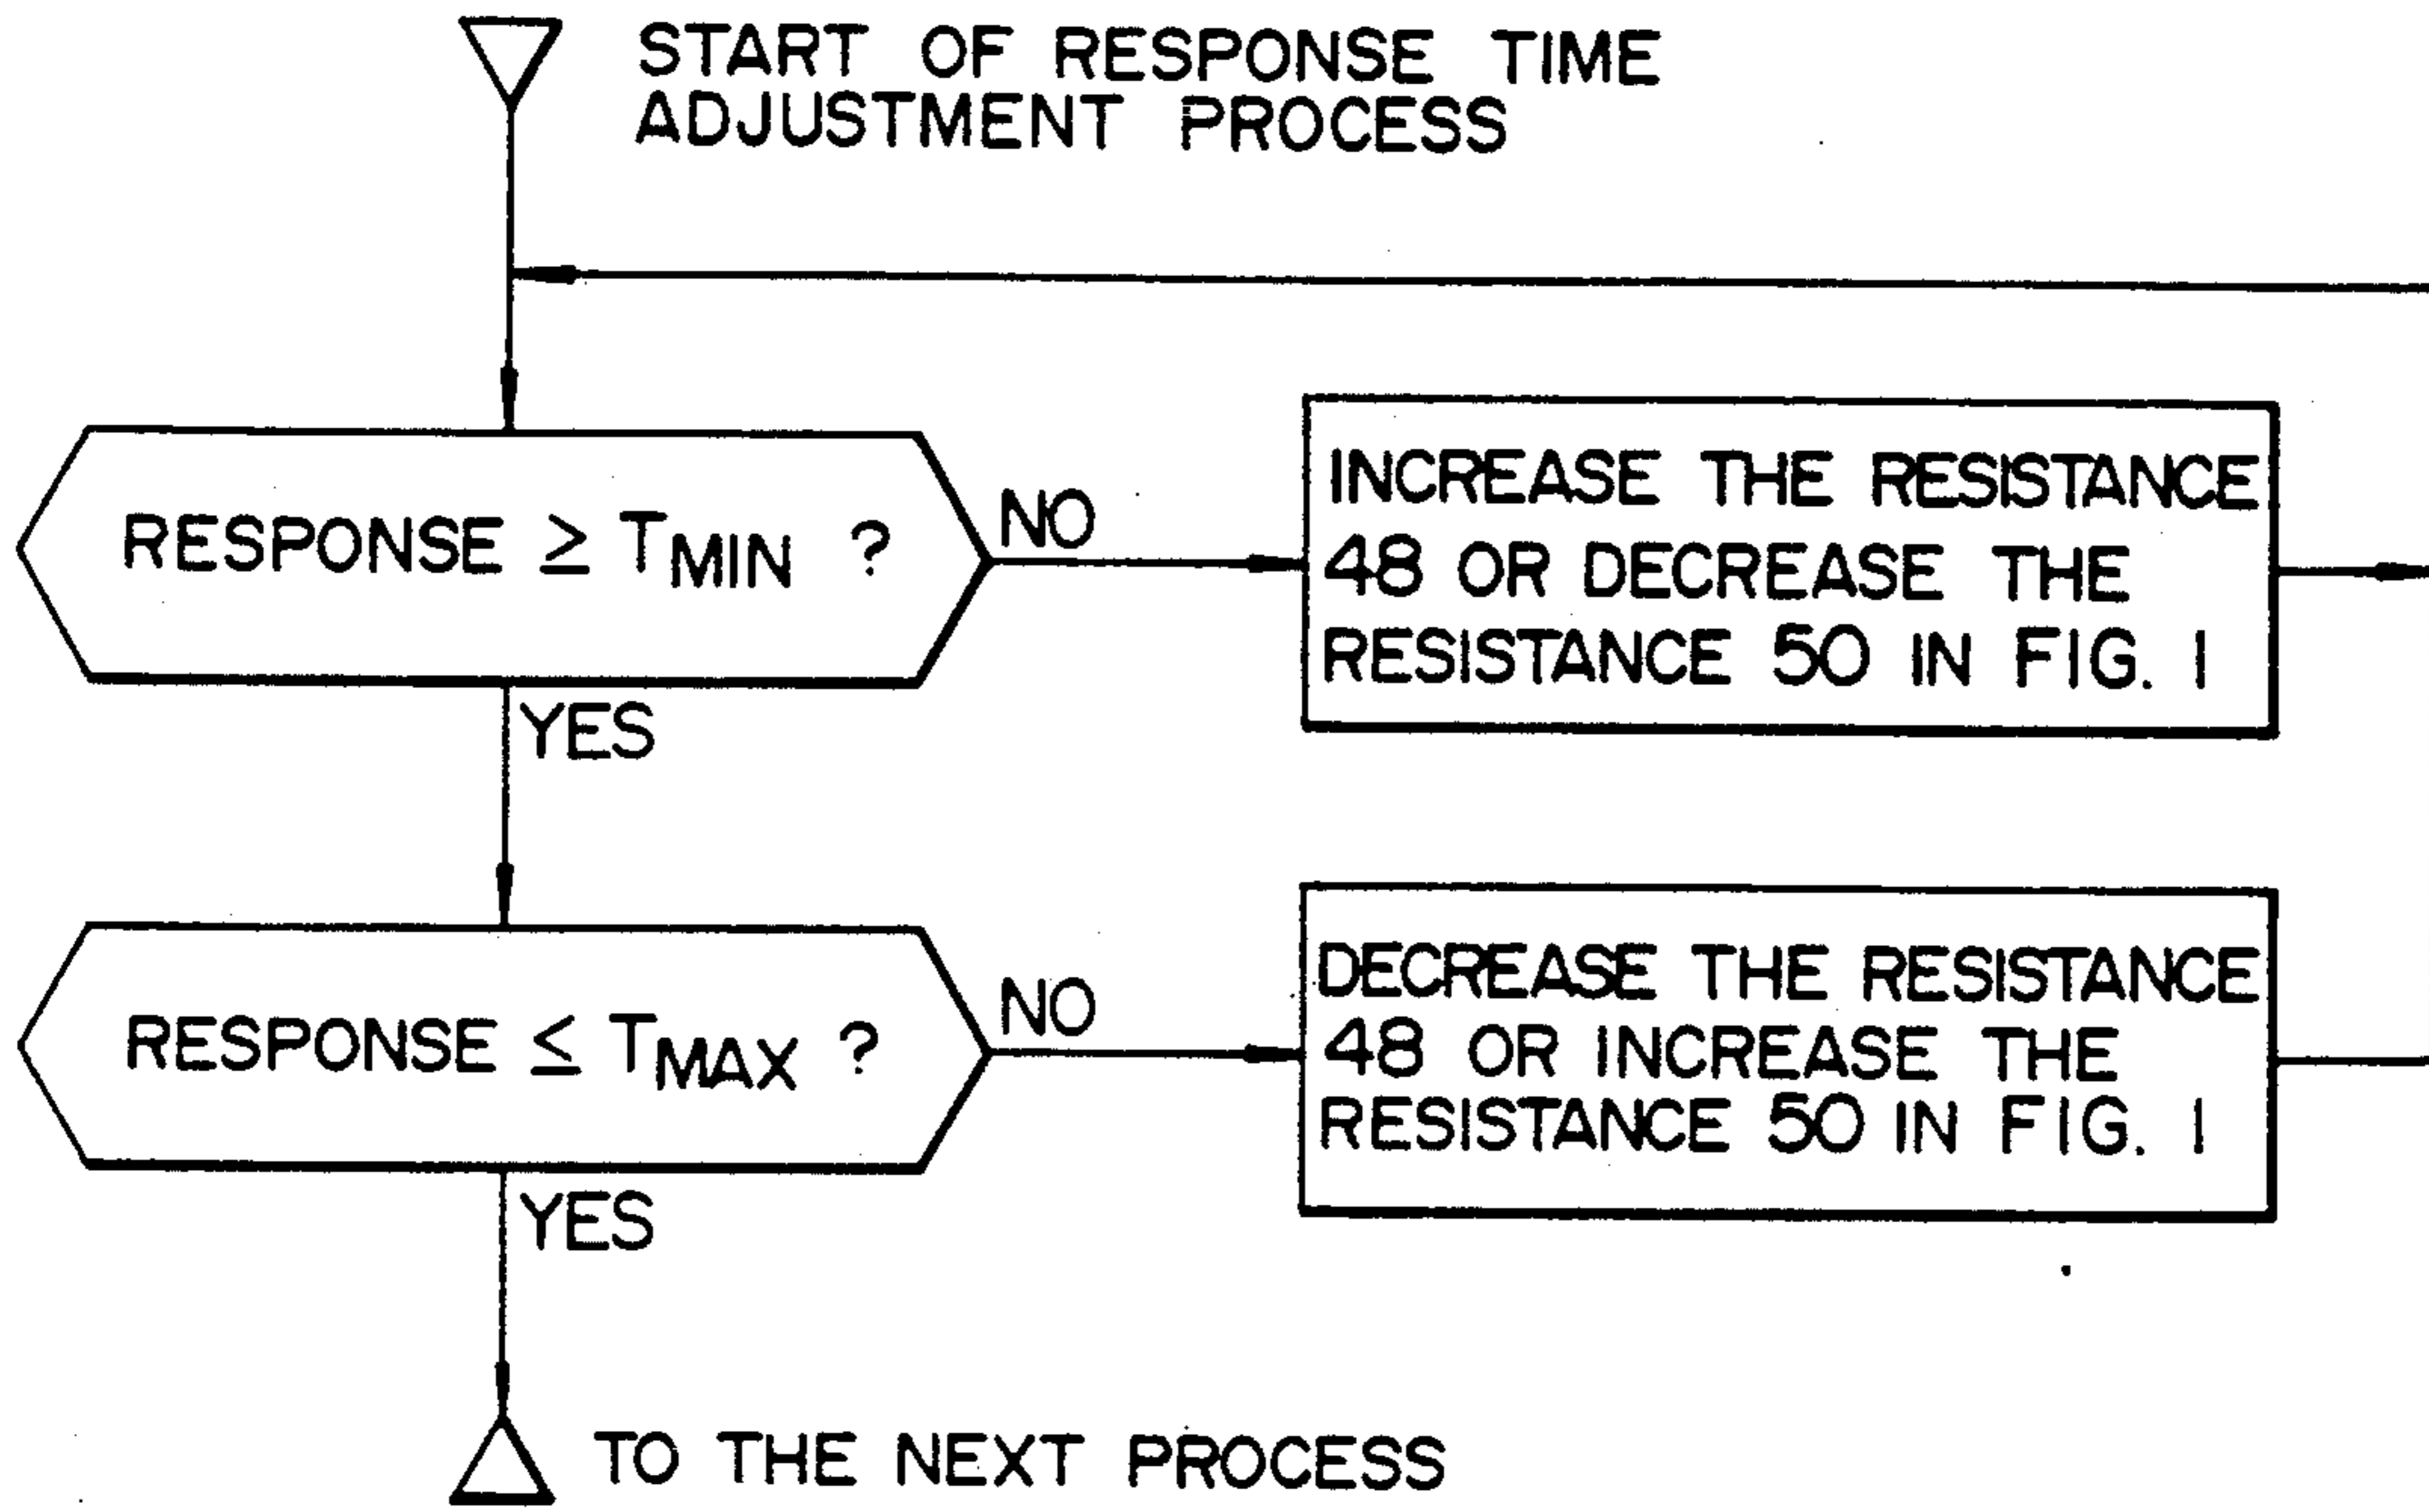 START OF RESPONSE TIME
ADJUSTMENT PROCESS
RESPONSE ≥ TMIN ?
NO
INCREASE THE RESISTANCE
48 OR DECREASE THE
RESISTANCE 50 IN FIG. 1
YES
RESPONSE ≤ TMAX ?
NO
DECREASE THE RESISTANCE
48 OR INCREASE THE
RESISTANCE 50 IN FIG. 1
YES
TO THE NEXT PROCESS